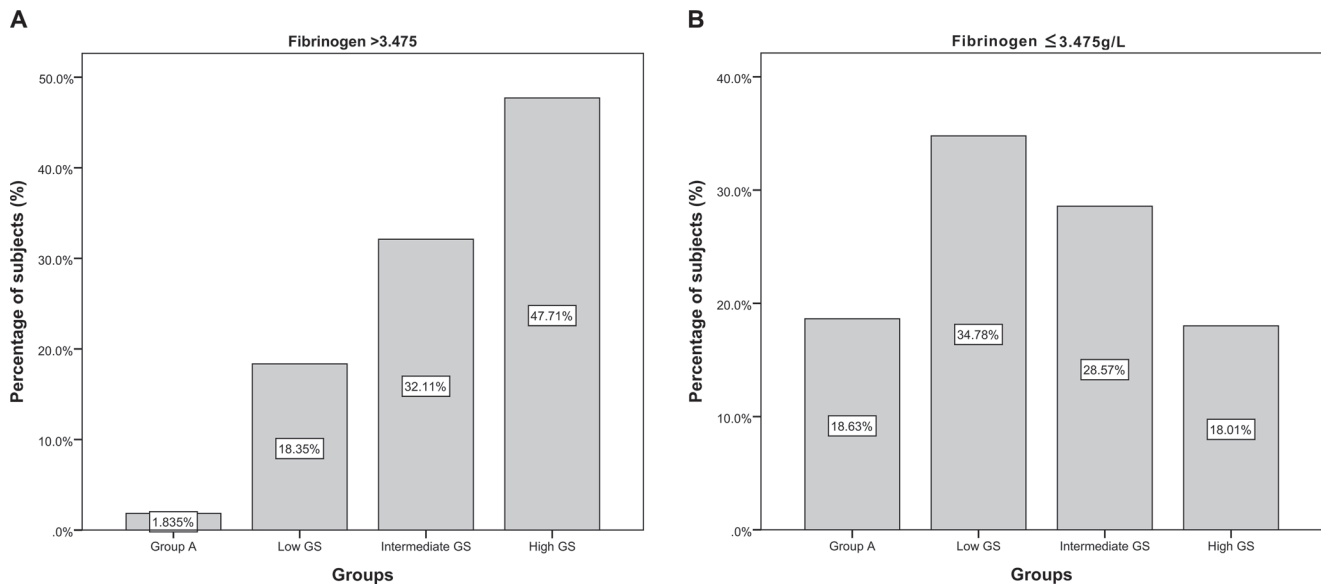 A
Fibrinogen >3.475
Percentage of subjects (%)
50.0%
40.0%
30.0%
20.0%
10.0%
.0%
1.835%
18.35%
32.11%
47.71%
Group A
Low GS
Intermediate GS
High GS
Groups
B
Fibrinogen ≤3.475g/L
Percentage of subjects (%)
40.0%
30.0%
20.0%
10.0%
.0%
18.63%
34.78%
28.57%
18.01%
Group A
Low GS
Intermediate GS
High GS
Groups